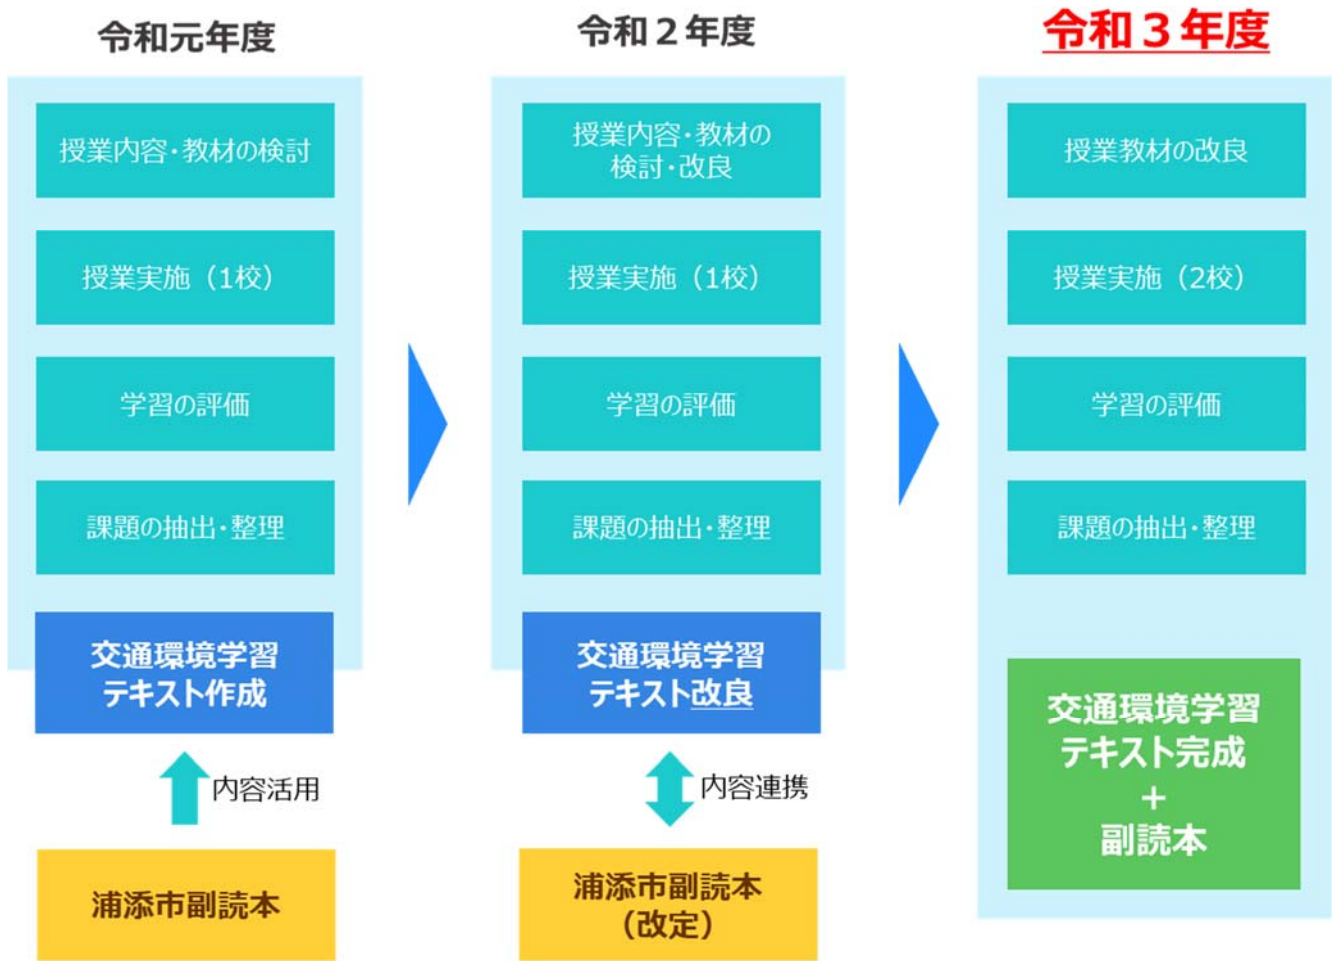 令和元年度
授業内容・教材の検討
授業実施（1校）
学習の評価
課題の抽出・整理
交通環境学習
テキスト作成
内容活用
浦添市副読本
令和２年度
授業内容・教材の
検討・改良
授業実施（1校）
学習の評価
課題の抽出・整理
交通環境学習
テキスト改良
内容連携
浦添市副読本
（改定）
令和３年度
授業教材の改良
授業実施（2校）
学習の評価
課題の抽出・整理
交通環境学習
テキスト完成
＋
副読本